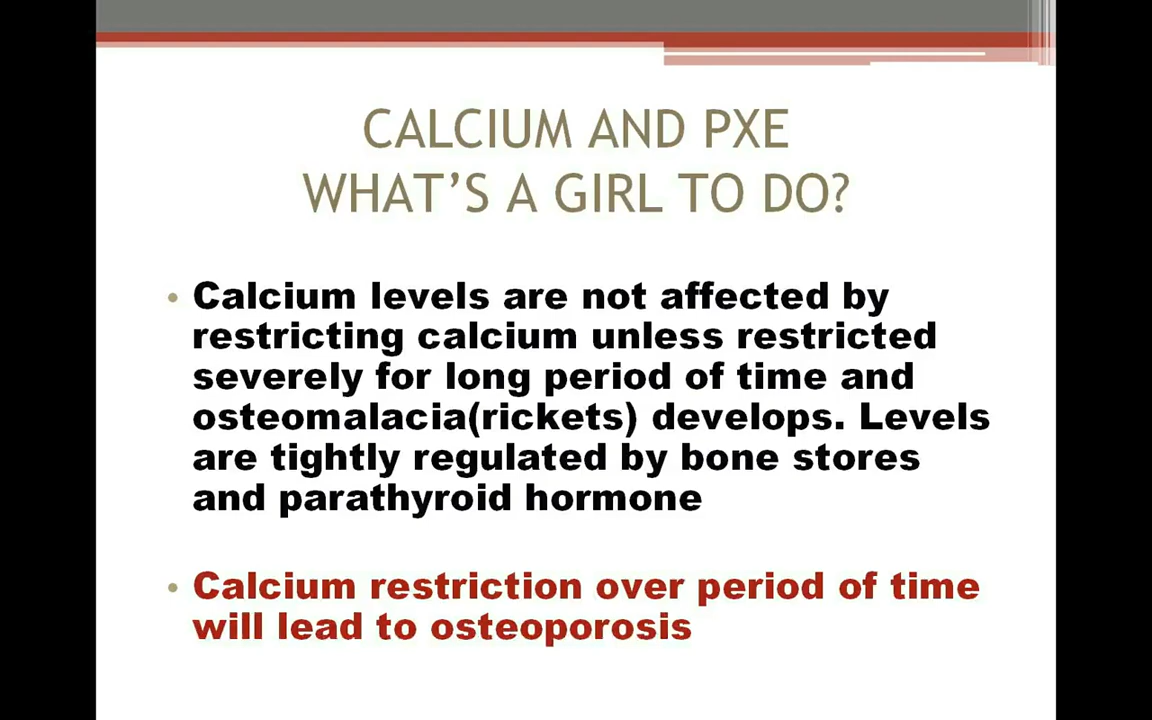 CALCIUM AND PXE
WHAT’S A GIRL TO DO?
• Calcium levels are not affected by
restricting calcium unless restricted
severely for long period of time and
osteomalacia(rickets) develops. Levels
are tightly regulated by bone stores
and parathyroid hormone
• Calcium restriction over period of time
will lead to osteoporosis